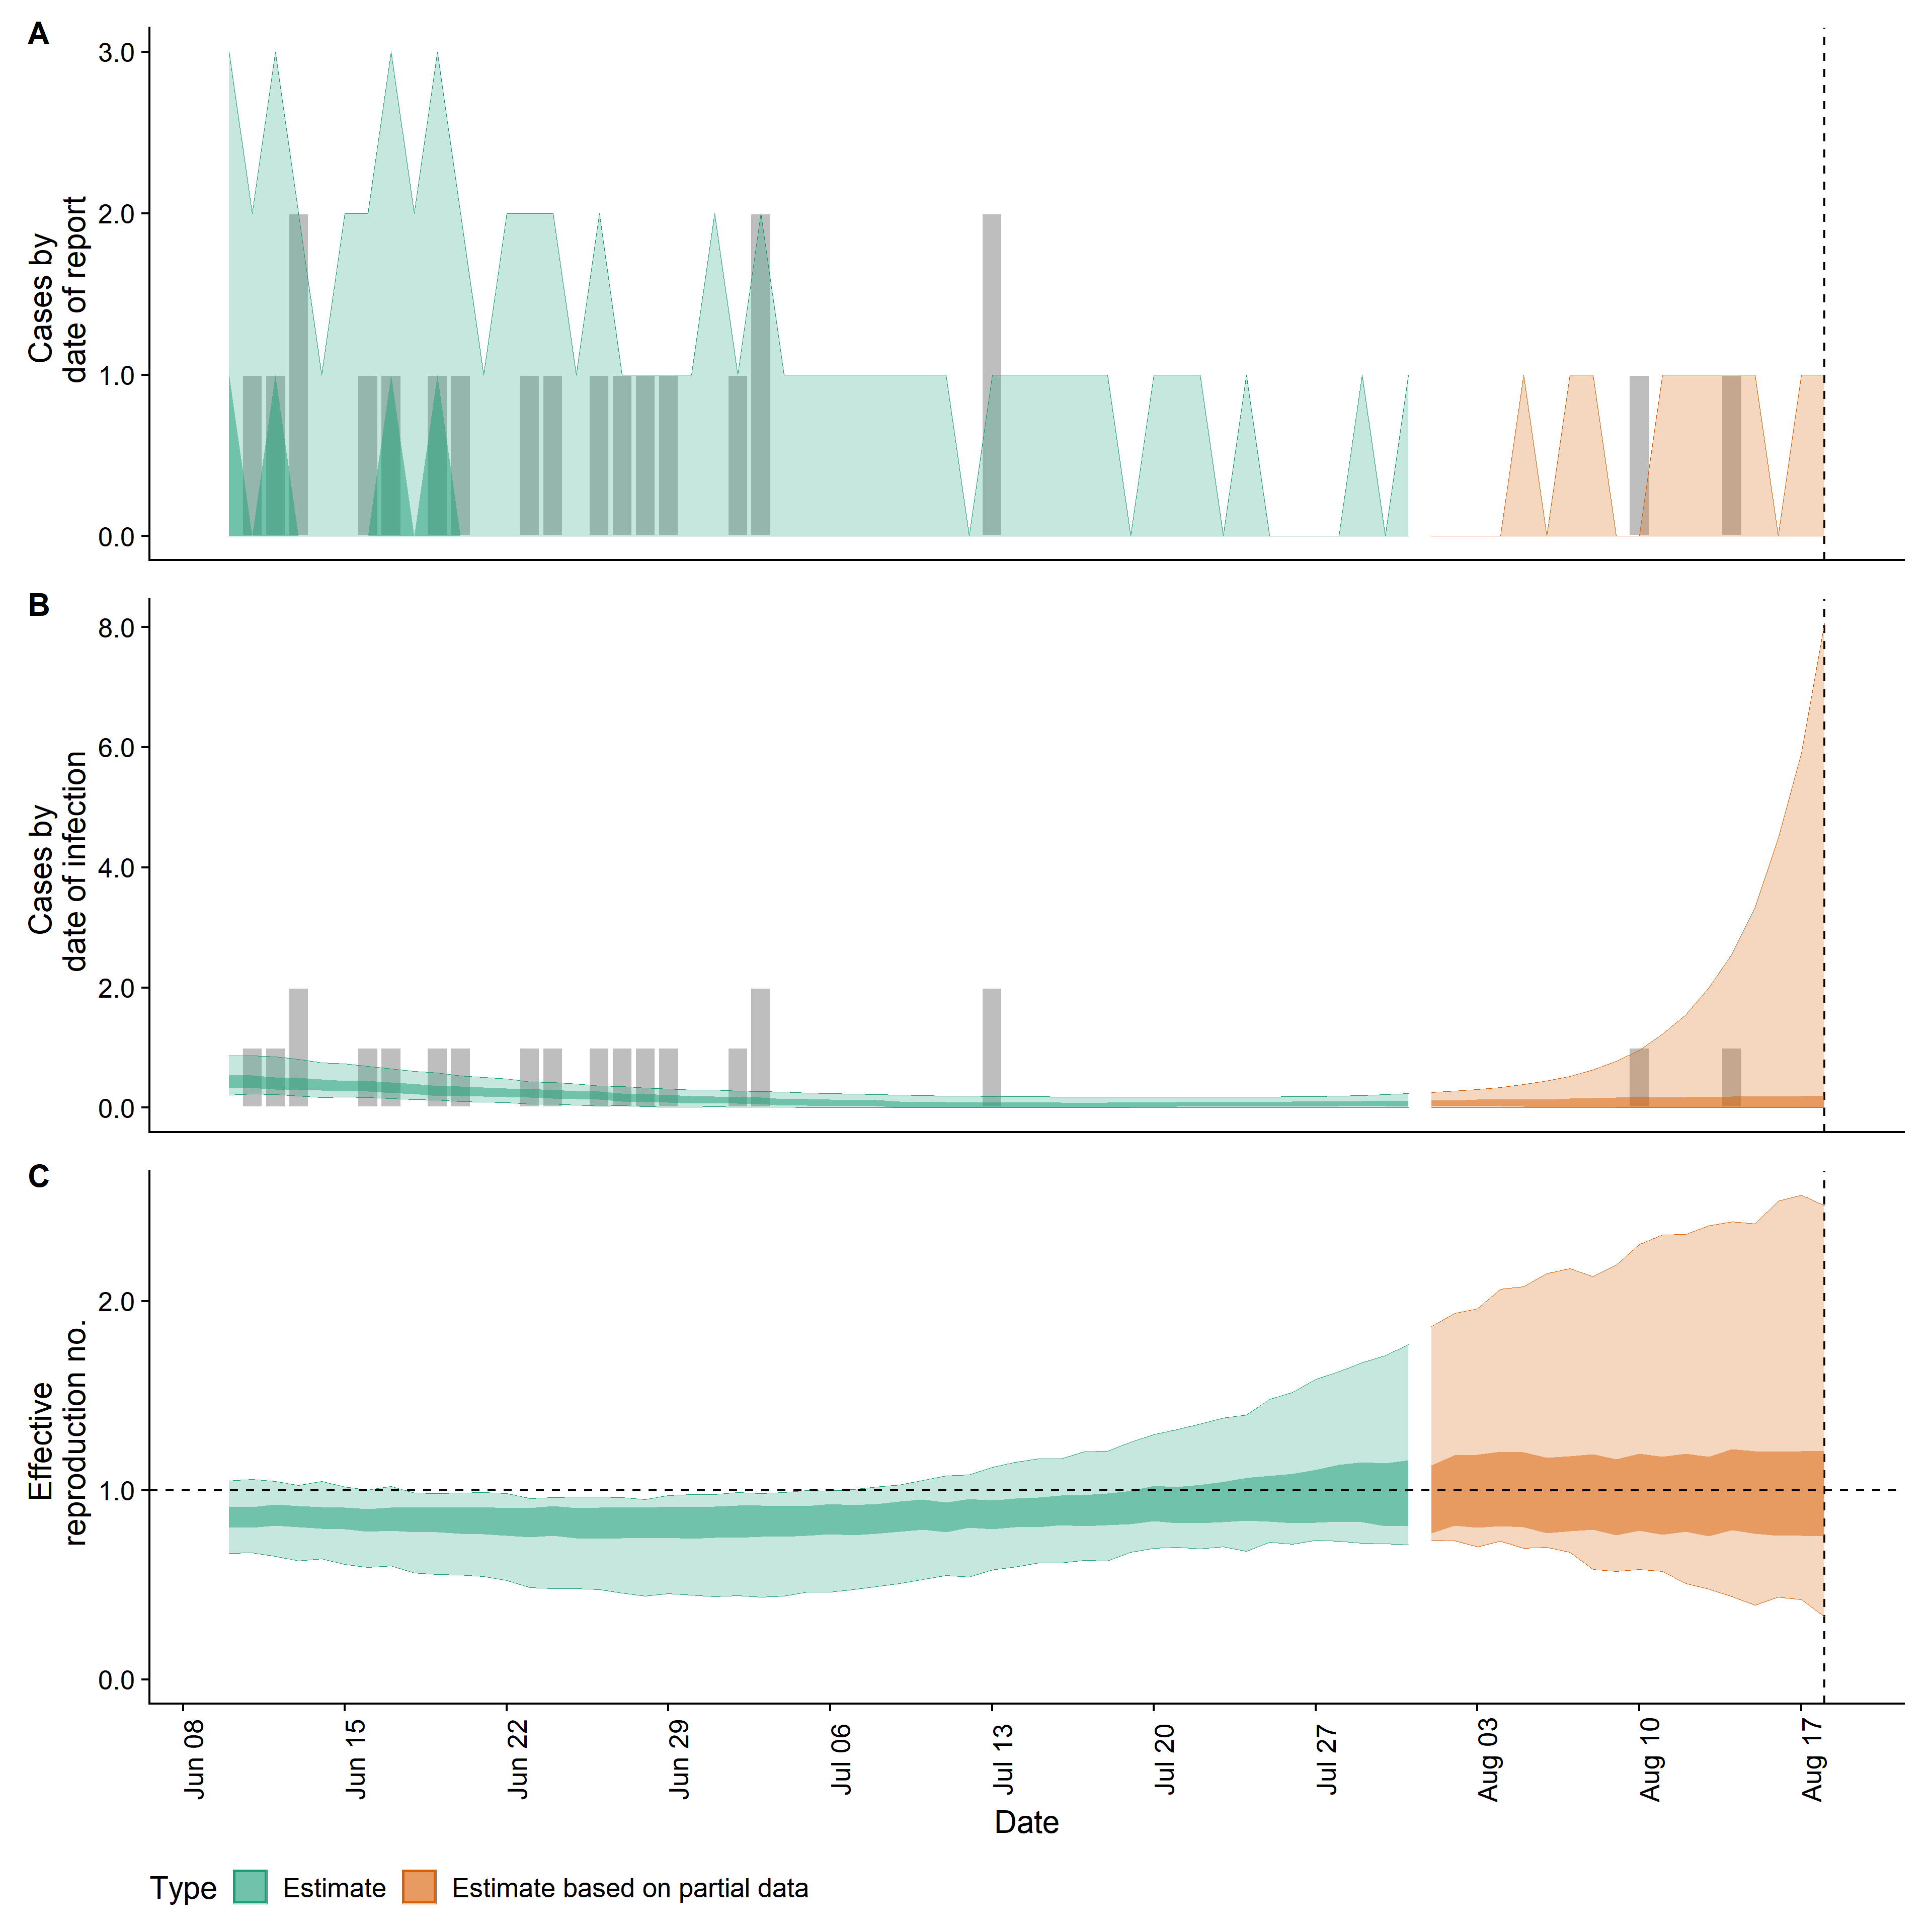 A
3.0
2.0
1.0
0.0
Cases by
date of report
B
8.0
6.0
4.0
2.0
0.0
Cases by
date of infection
C
2.0
1.0
0.0
Effective
reproduction no.
Jun 08
Jun 15
Jun 22
Jun 29
Jul 06
Jul 13
Jul 20
Jul 27
Aug 03
Aug 10
Aug 17
Date
Type
Estimate
Estimate based on partial data